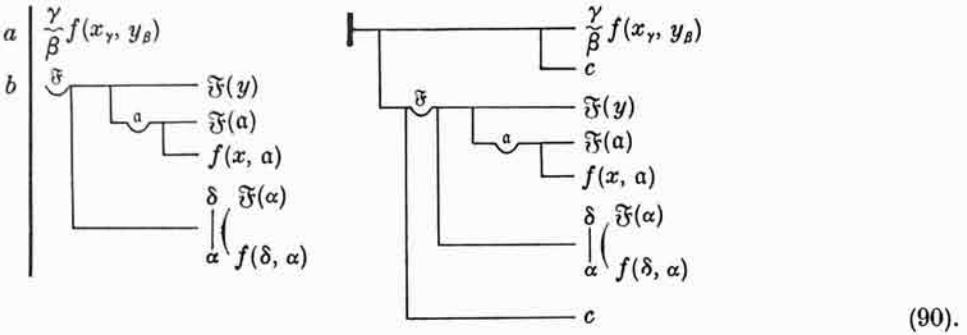 a γ
β f(x_γ, y_β)
b 𝔉 𝔉(y)
𝔞 𝔉(𝔞)
f(x, 𝔞)
δ 𝔉(α)
α f(δ, α)
γ
β f(x_γ, y_β)
c
𝔉 𝔉(y)
𝔞 𝔉(𝔞)
f(x, 𝔞)
δ 𝔉(α)
α f(δ, α)
c
(90).